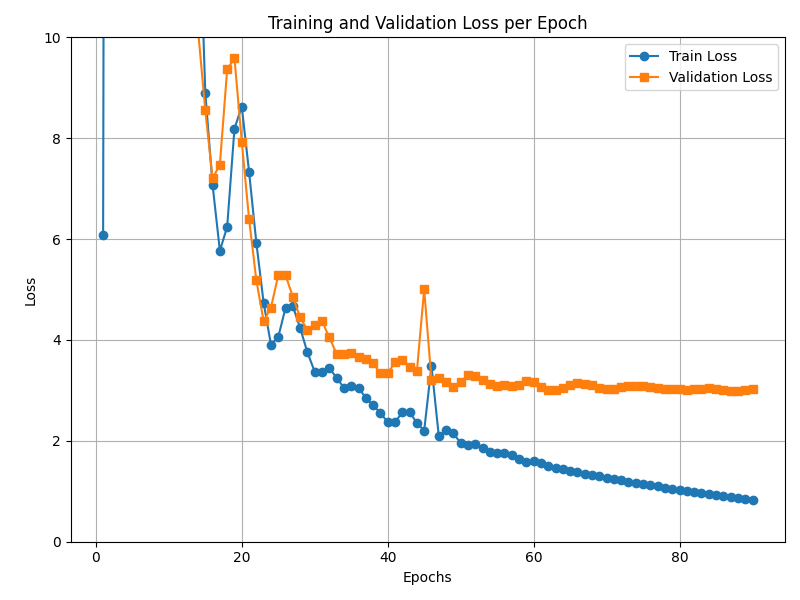 Training and Validation Loss per Epoch
Train Loss
Validation Loss
Loss
10
8
6
4
2
0
0 20 40 60 80
Epochs